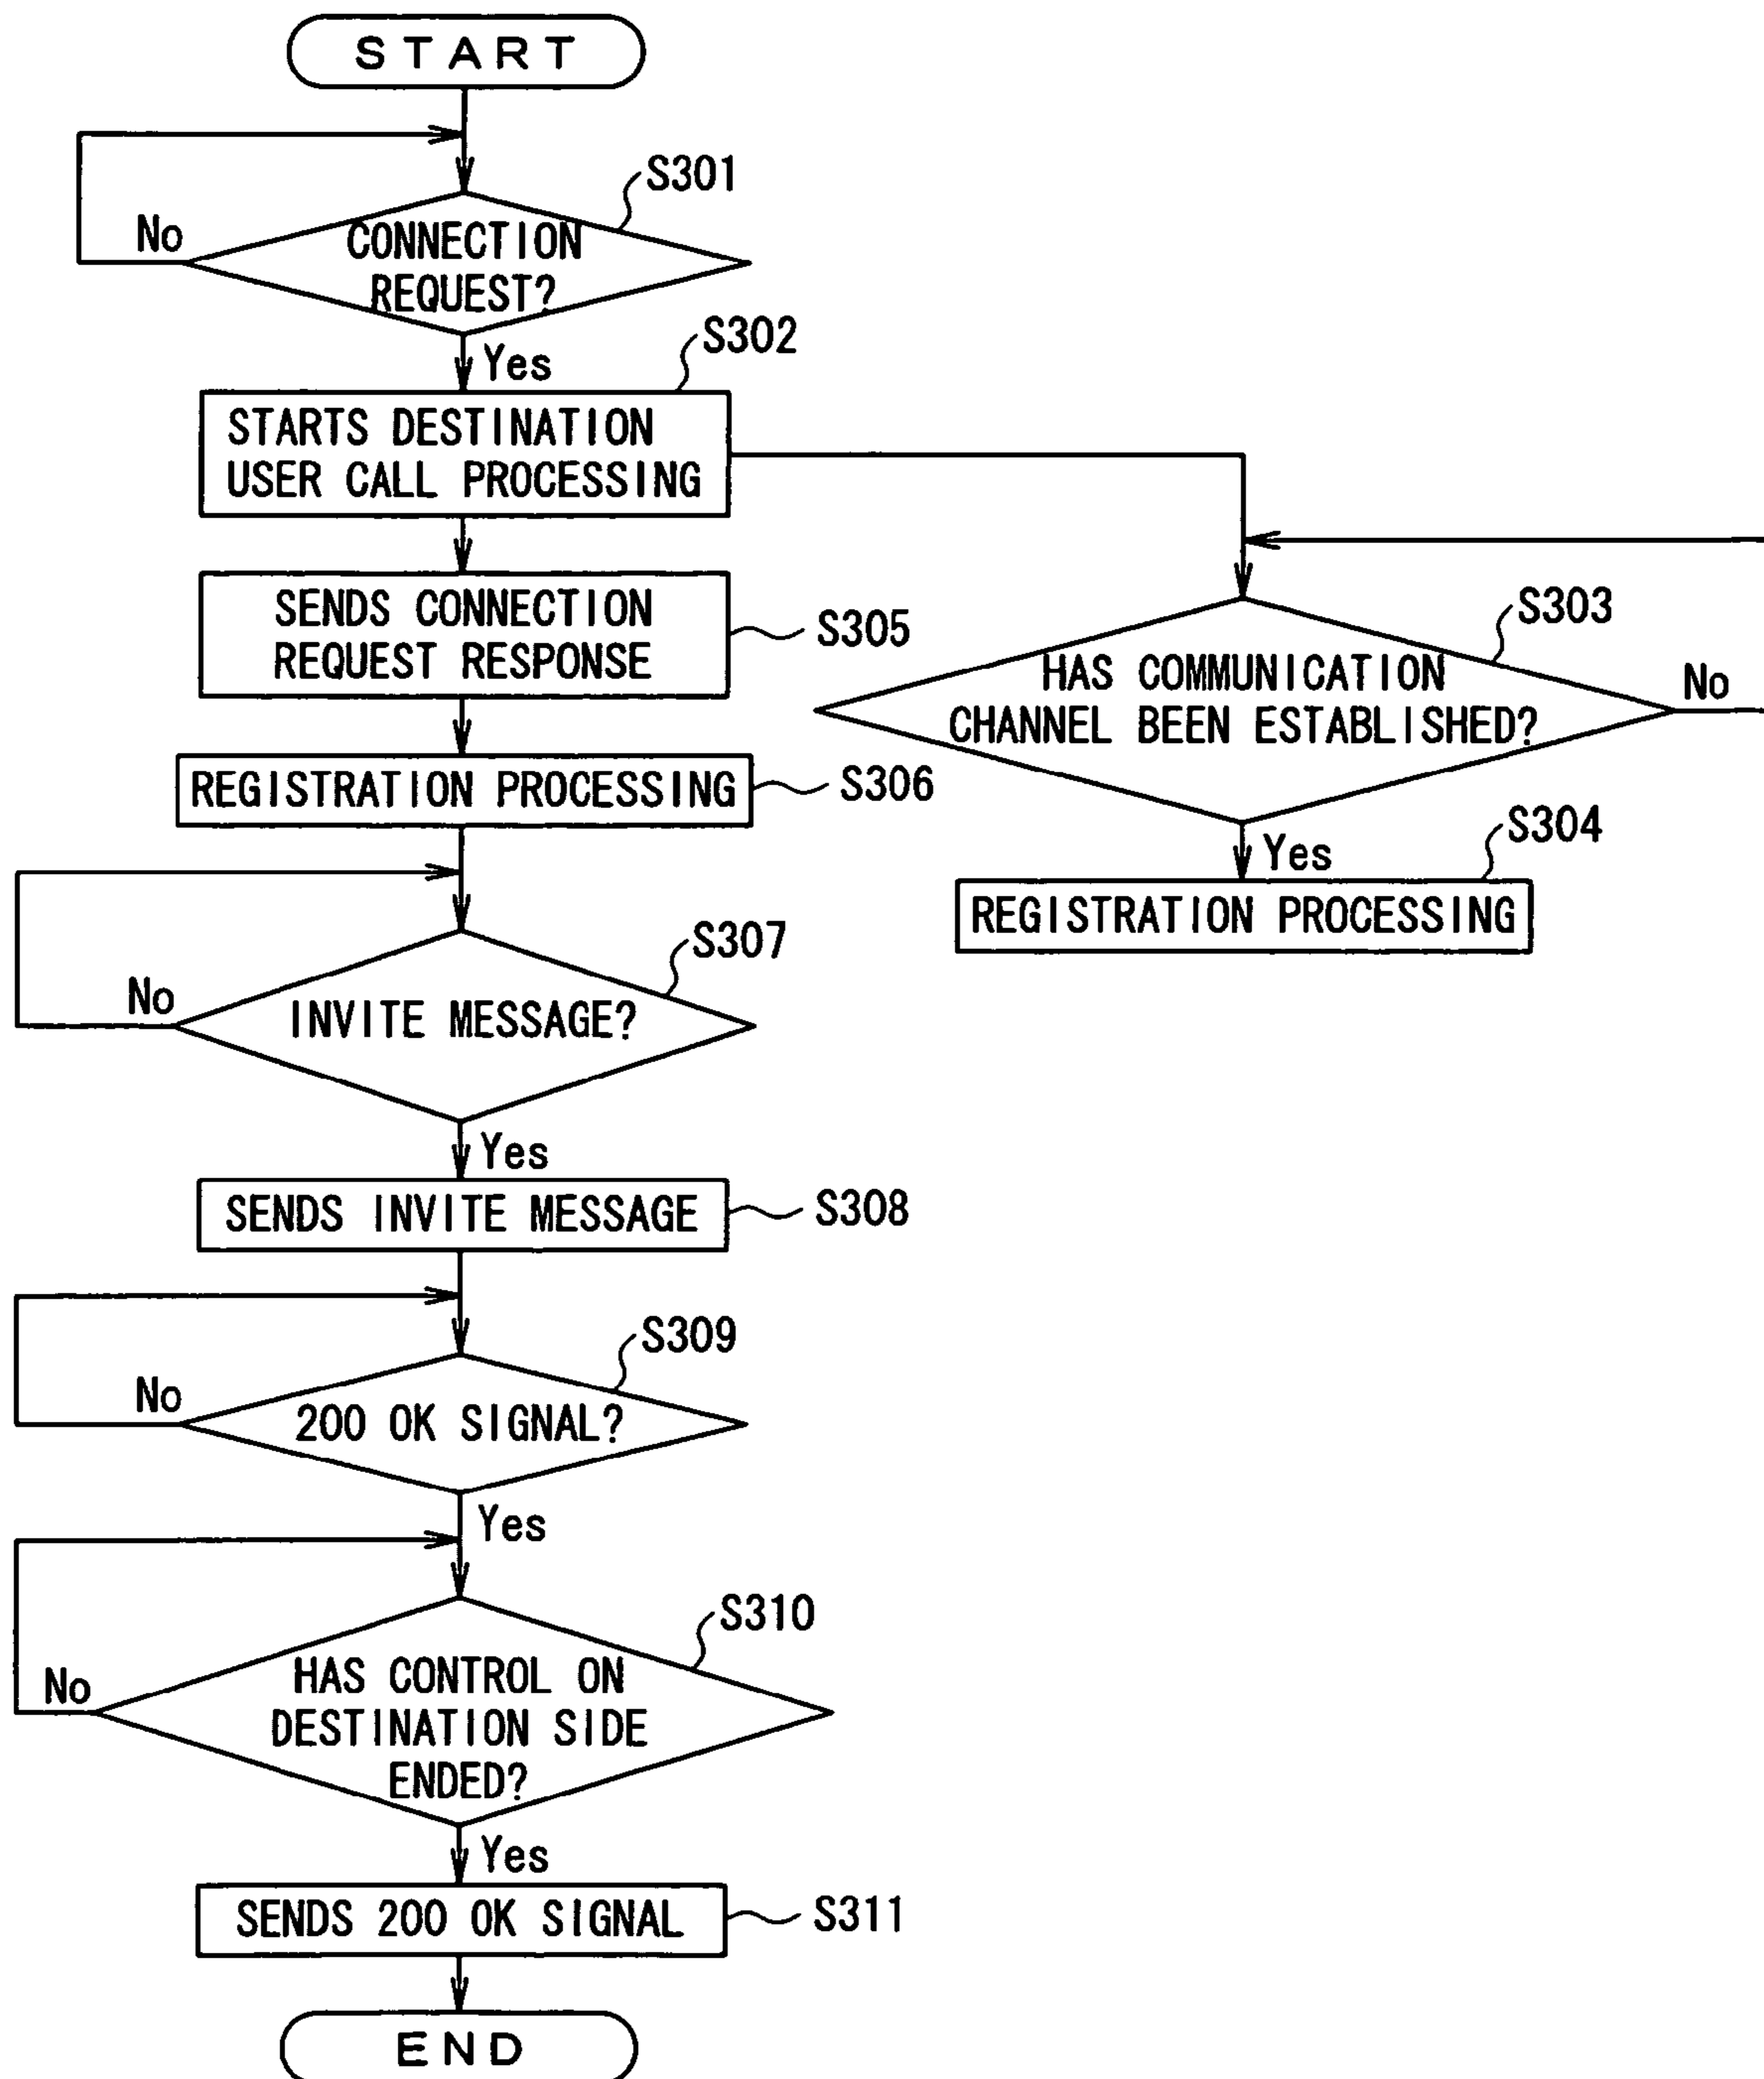 START
S301
No
CONNECTION
REQUEST?
S302
Yes
STARTS DESTINATION
USER CALL PROCESSING
SENDS CONNECTION
REQUEST RESPONSE
S305
S303
HAS COMMUNICATION
CHANNEL BEEN ESTABLISHED?
No
REGISTRATION PROCESSING
S306
S304
Yes
REGISTRATION PROCESSING
S307
No
INVITE MESSAGE?
Yes
SENDS INVITE MESSAGE
S308
S309
No
200 OK SIGNAL?
Yes
S310
No
HAS CONTROL ON
DESTINATION SIDE
ENDED?
Yes
SENDS 200 OK SIGNAL
S311
END